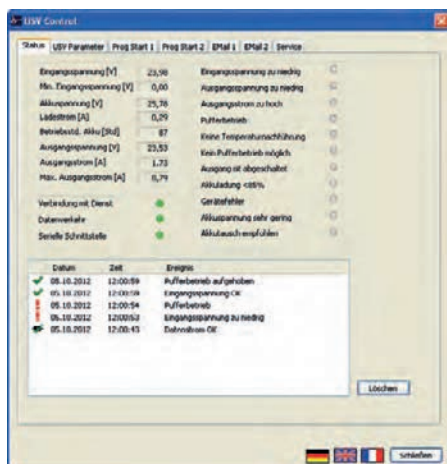 USV Control
Status USV Parameter Prog Start 1 Prog Start 2 EMail 1 EMail 2 Service
Eingangsspannung [V] 23,98
Min. Eingangsspannung [V] 0,00
Akkuspannung [V] 25,78
Ladestrom [A] 0,29
Betriebsstd. Akku [Std] 87
Ausgangsspannung [V] 23,53
Ausgangsstrom [A] 1,73
Max. Ausgangsstrom [A] 0,79
Verbindung mit Dienst
Datenverkehr
Serielle Schnittstelle
Eingangsspannung zu niedrig
Ausgangsspannung zu niedrig
Ausgangsstrom zu hoch
Pufferbetrieb
Keine Temperaturnachführung
Kein Pufferbetrieb möglich
Ausgang ist abgeschaltet
Akkuladung <85%
Gerätefehler
Akkuspannung sehr gering
Akkutausch empfohlen
Datum Zeit Ereignis
05.10.2012 12:00:59 Pufferbetrieb aufgehoben
05.10.2012 12:00:59 Eingangsspannung OK
05.10.2012 12:00:54 Pufferbetrieb
05.10.2012 12:00:53 Eingangsspannung zu niedrig
05.10.2012 12:00:43 Datenstrom OK
Löschen
Schließen